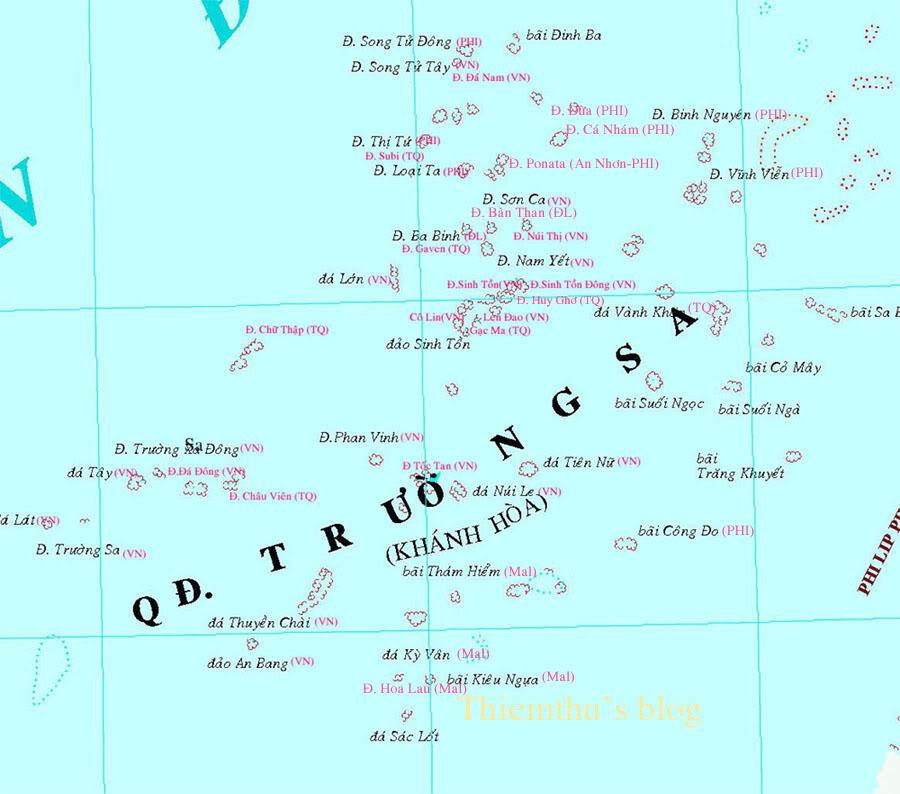 Đ
Đ. Song Tử Đông (PHI)
bãi Đinh Ba
Đ. Song Tử Tây (VN)
Đ. Đá Nam (VN)
Đ. Dừa (PHI)
Đ. Bình Nguyên (PHI)
Đ. Cá Nhám (PHI)
Đ. Thị Tứ (PHI)
Đ. Subi (TQ)
Đ. Ponata (An Nhơn-PHI)
Đ. Loại Ta (PHI)
Đ. Vĩnh Viễn (PHI)
N
Đ. Sơn Ca (VN)
Đ. Bàn Than (ĐL)
Đ. Ba Bình (ĐL)
Đ. Núi Thị (VN)
Đ. Gaven (TQ)
Đ. Nam Yết (VN)
đá Lớn (VN)
Đ.Sinh Tồn(VN)
Đ.Sinh Tồn Đông (VN)
Đ. Huy Ghơ (TQ)
đá Vành Khăn (TQ)
bãi Sa
Cô Lin(VN)
Len Đao (VN)
Đ. Chữ Thập (TQ)
Gạc Ma (TQ)
đảo Sinh Tồn
bãi Cỏ Mây
bãi Suối Ngọc
bãi Suối Ngà
Đ.Phan Vinh (VN)
Sa
Đ. Trường Sa Đông (VN)
bãi
Trăng Khuyết
đá Tây (VN)
Đ.Đá Đông (VN)
Đ Tốc Tan (VN)
đá Tiên Nữ (VN)
Đ. Châu Viên (TQ)
đá Núi Le (VN)
Lát (VN)
Đ. Trường Sa (VN)
QĐ. TRƯỜNG SA
(KHÁNH HÒA)
bãi Công Đo (PHI)
PHI LIP
bãi Thám Hiểm (Mal)
đá Thuyền Chài (VN)
đảo An Bang (VN)
đá Kỳ Vân (Mal)
bãi Kiêu Ngựa (Mal)
Đ. Hoa Lau (Mal)
Thiemthu's blog
đá Sác Lốt